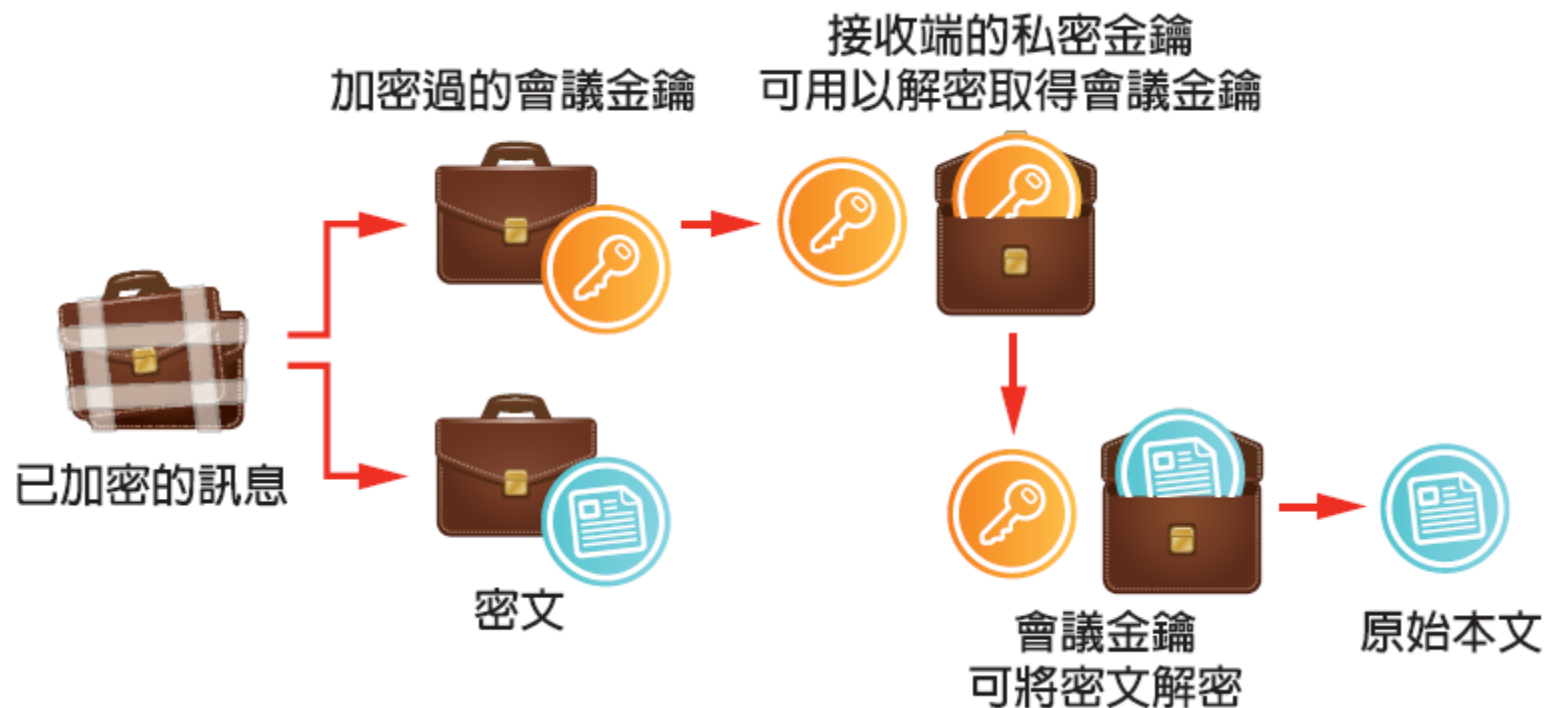 加密過的會議金鑰
接收端的私密金鑰
可用以解密取得會議金鑰
已加密的訊息
密文
會議金鑰
可將密文解密
原始本文